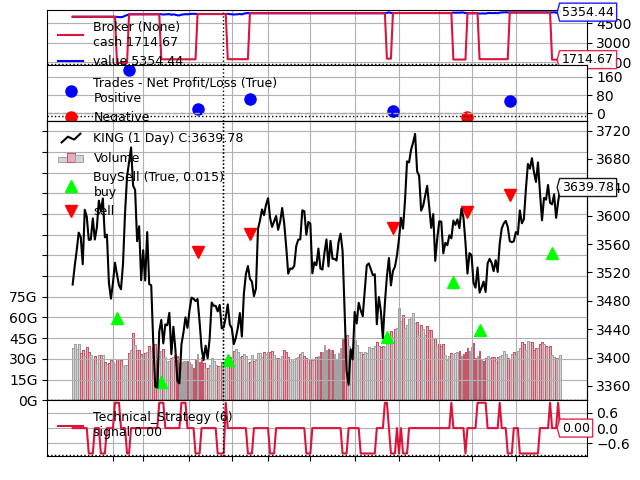 Broker (None)
cash 1714.67
value 5354.44
5354.44
4500
3000
1714.67
Trades - Net Profit/Loss (True)
Positive
Negative
160
80
0
KING (1 Day) C:3639.78
Volume
BuySell (True, 0.015)
buy
sell
3720
3680
3639.78
3600
3560
3520
3480
3440
3400
3360
75G
60G
45G
30G
15G
0G
Technical_Strategy (6)
signal 0.00
0.6
0.00
0.0
−0.6